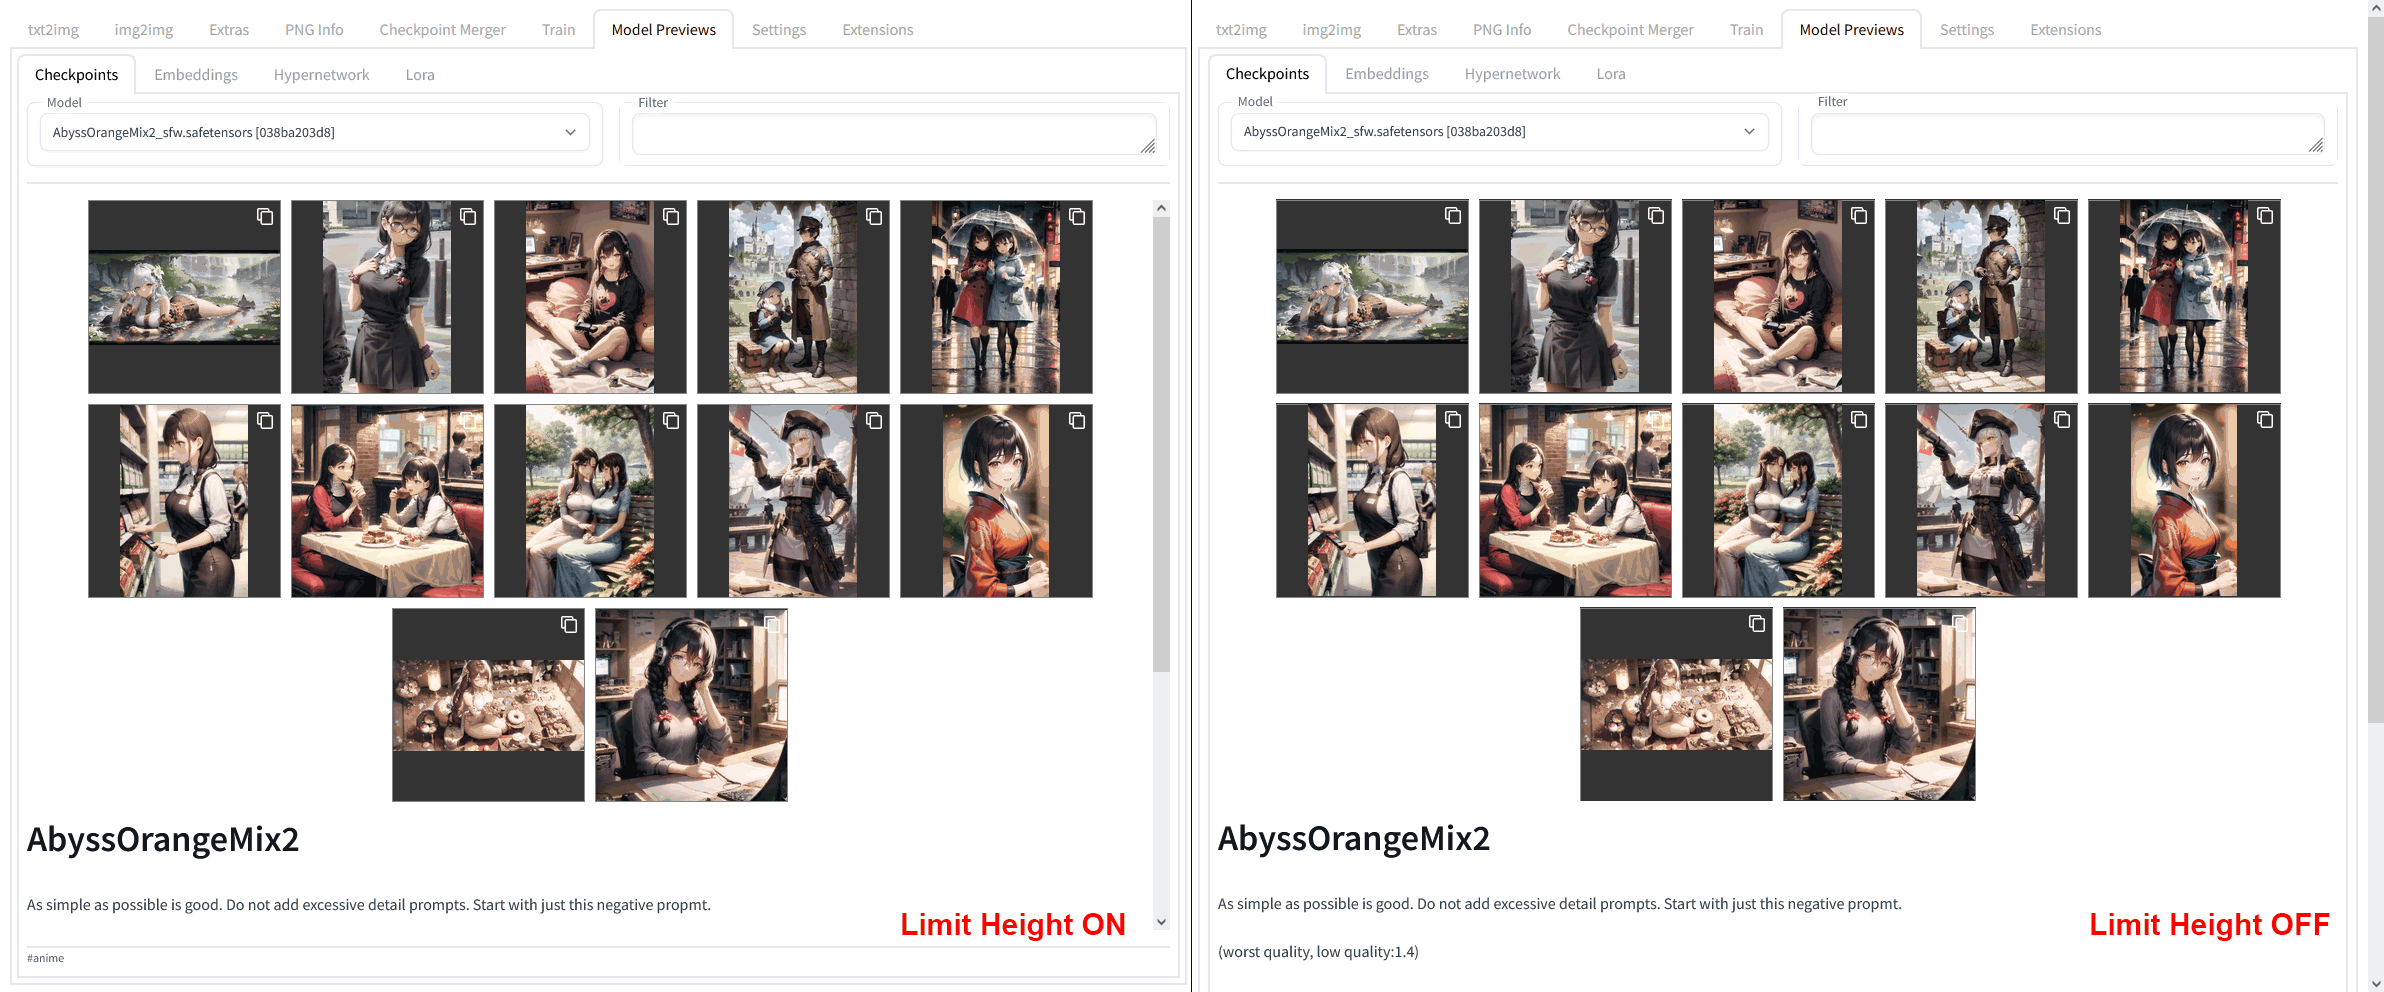 txt2img img2img Extras PNG Info Checkpoint Merger Train Model Previews Settings Extensions
Checkpoints Embeddings Hypernetwork Lora
Model
Filter
AbyssOrangeMix2_sfw.safetensors [038ba203d8]
AbyssOrangeMix2
As simple as possible is good. Do not add excessive detail prompts. Start with just this negative propmt.
Limit Height ON
#anime
txt2img img2img Extras PNG Info Checkpoint Merger Train Model Previews Settings Extensions
Checkpoints Embeddings Hypernetwork Lora
Model
Filter
AbyssOrangeMix2_sfw.safetensors [038ba203d8]
AbyssOrangeMix2
As simple as possible is good. Do not add excessive detail prompts. Start with just this negative propmt.
Limit Height OFF
(worst quality, low quality:1.4)